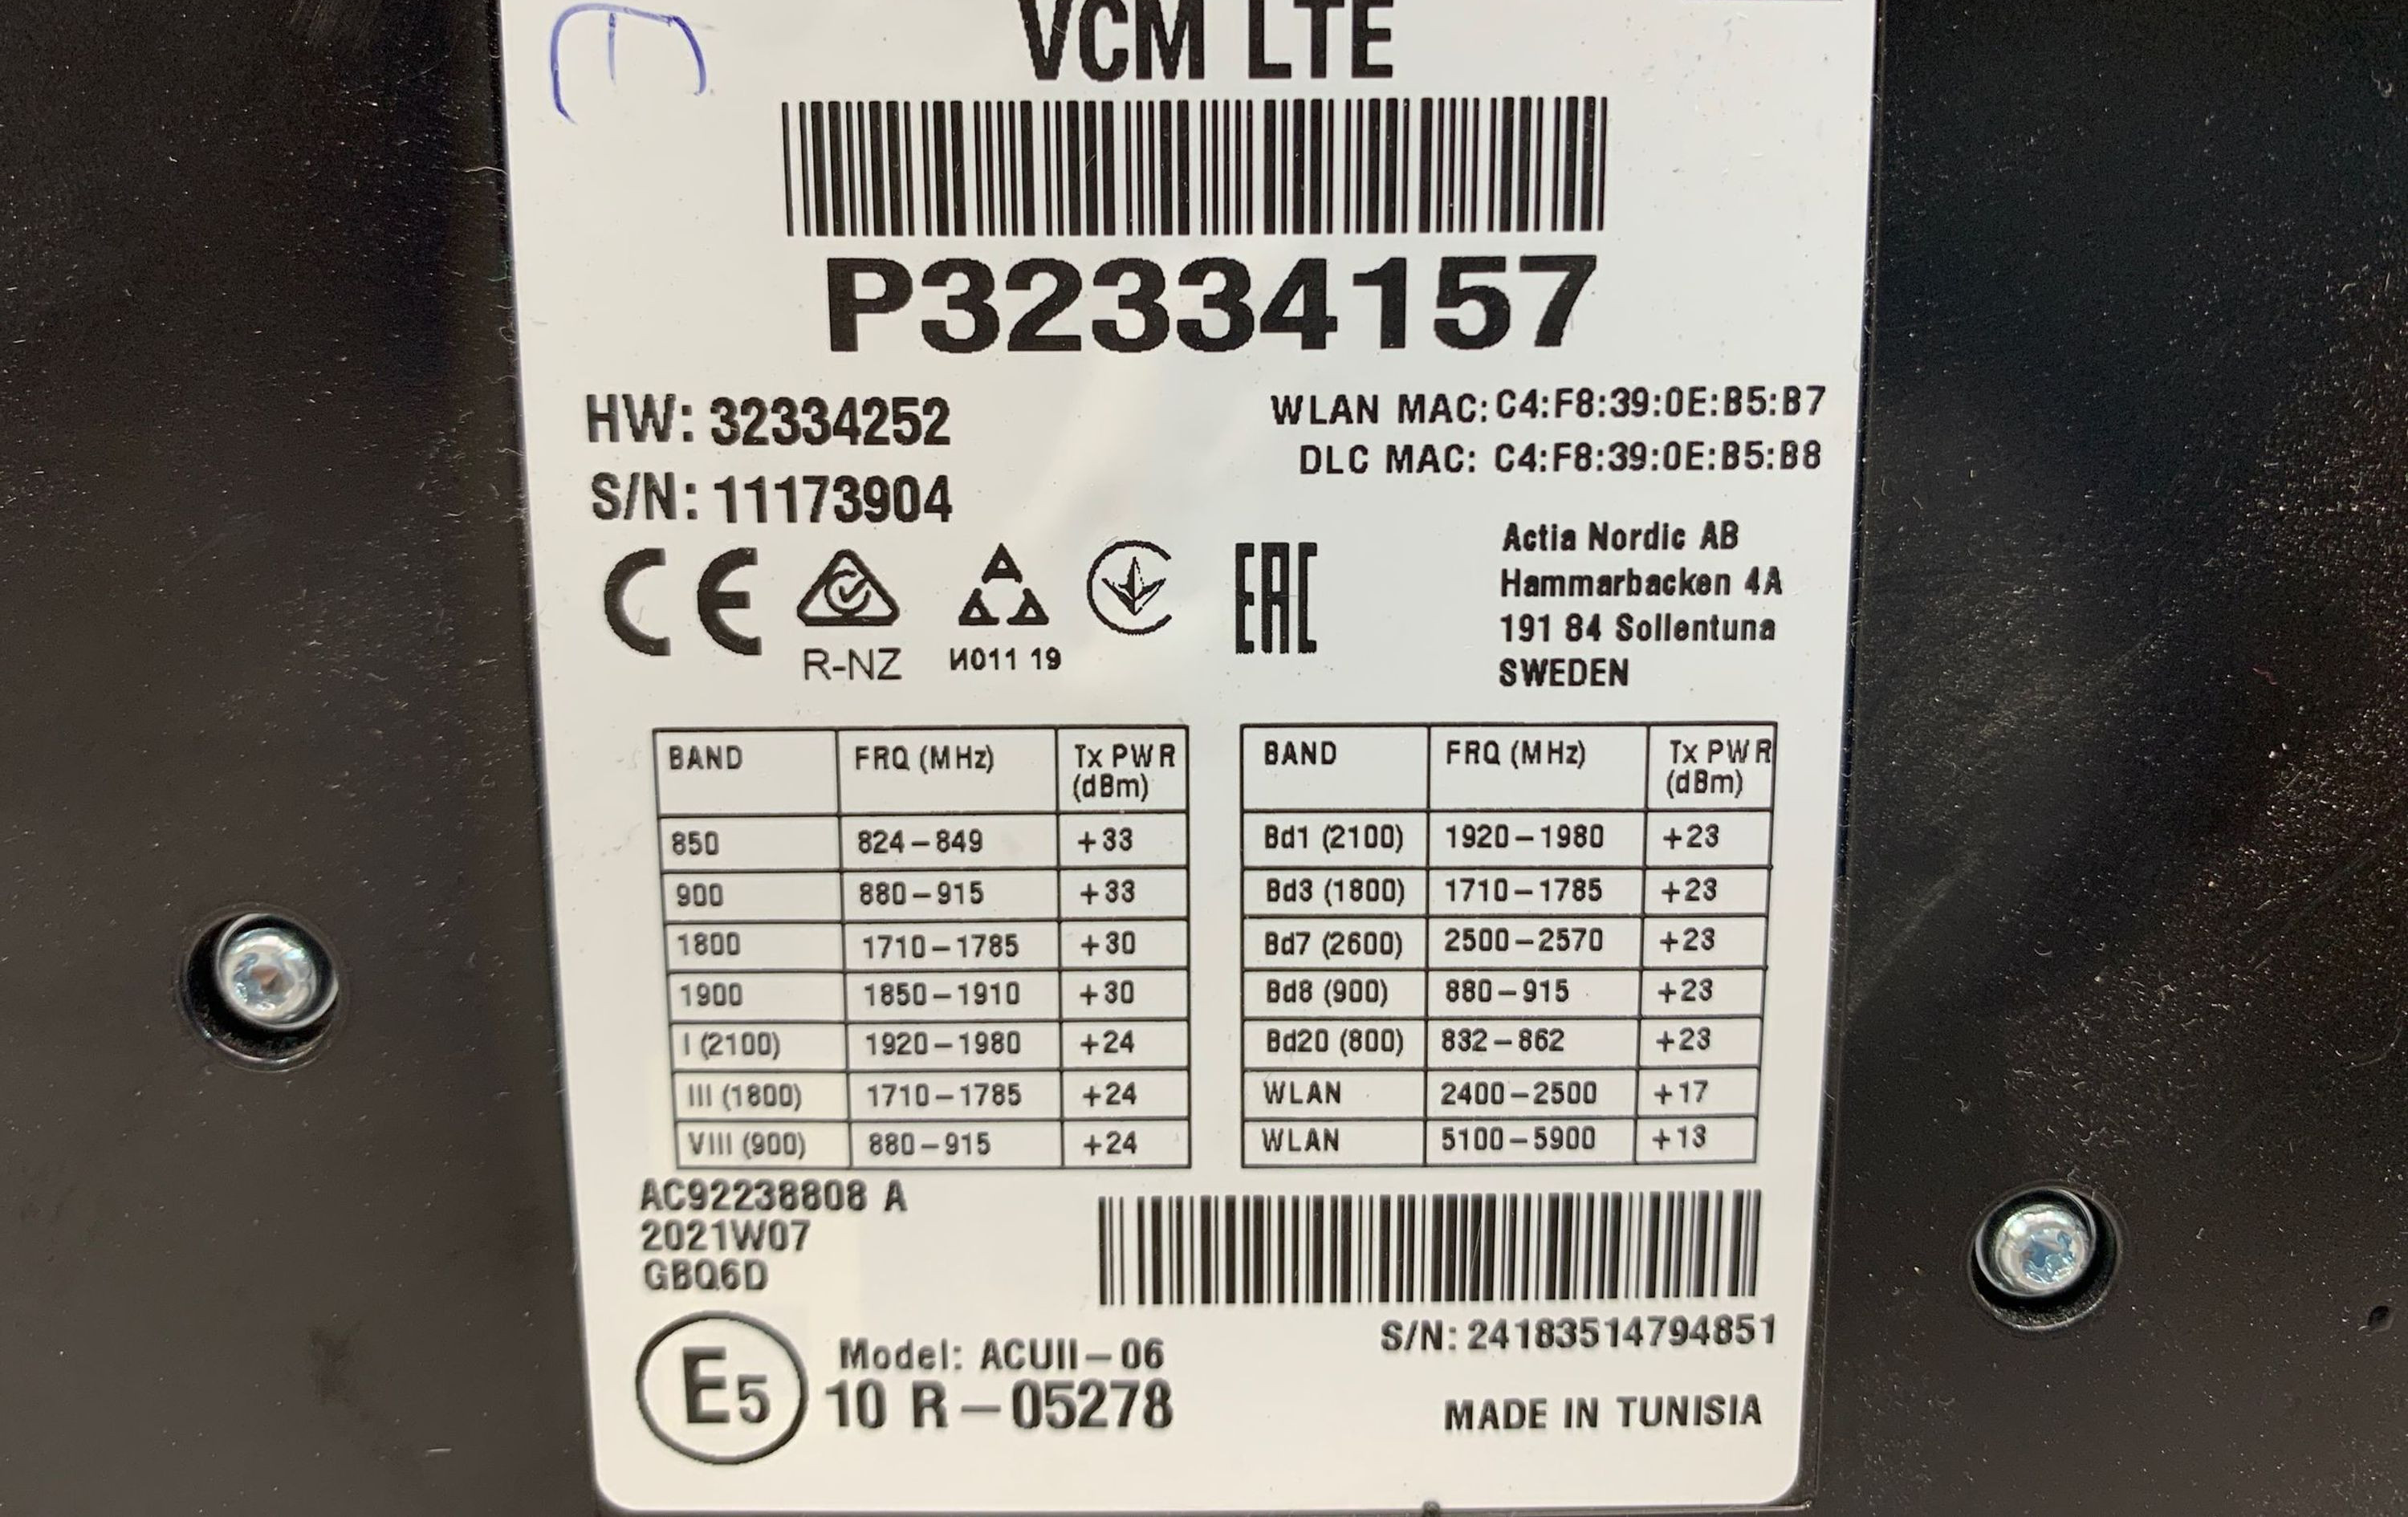 VCM LTE
P32334157
HW: 32334252
S/N: 11173904
WLAN MAC: C4:F8:39:0E:B5:B7
DLC MAC: C4:F8:39:0E:B5:B8
CE
R-NZ
И011 19
EAC
Actia Nordic AB
Hammarbacken 4A
191 84 Sollentuna
SWEDEN
BAND FRQ (MHz) Tx PWR (dBm)
850 824-849 +33
900 880-915 +33
1800 1710-1785 +30
1900 1850-1910 +30
I (2100) 1920-1980 +24
III (1800) 1710-1785 +24
VIII (900) 880-915 +24
BAND FRQ (MHz) Tx PWR (dBm)
Bd1 (2100) 1920-1980 +23
Bd3 (1800) 1710-1785 +23
Bd7 (2600) 2500-2570 +23
Bd8 (900) 880-915 +23
Bd20 (800) 832-862 +23
WLAN 2400-2500 +17
WLAN 5100-5900 +13
AC92238808 A
2021W07
GBQ6D
S/N: 24183514794851
E5
Model: ACUII-06
10 R-05278
MADE IN TUNISIA